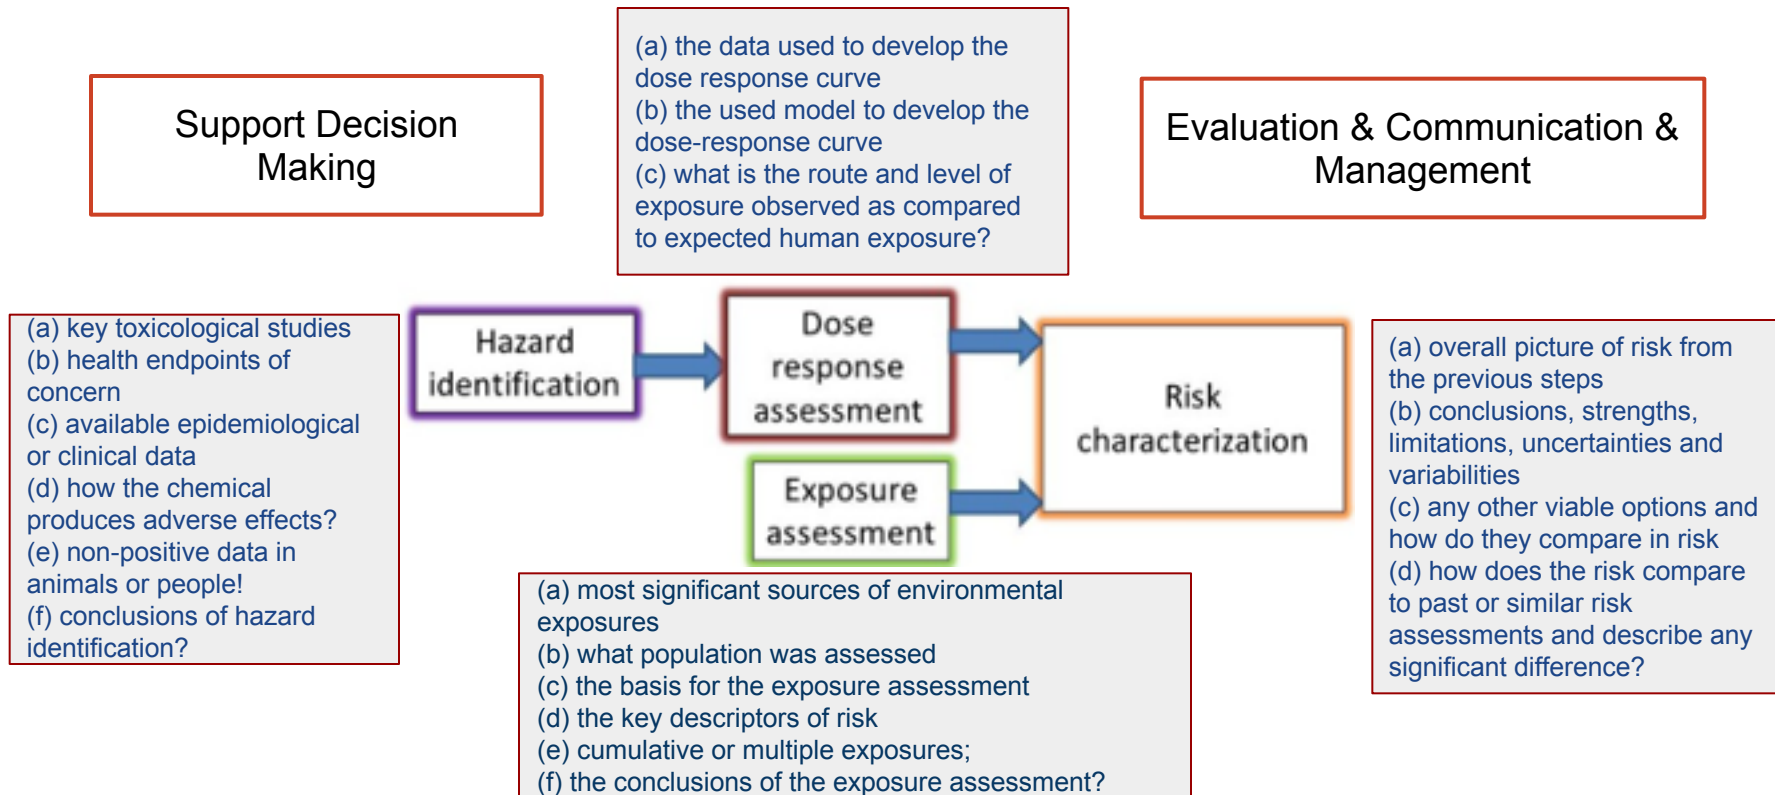 Support Decision
Making
(a) the data used to develop the
dose response curve
(b) the used model to develop the
dose-response curve
(c) what is the route and level of
exposure observed as compared
to expected human exposure?
Evaluation & Communication &
Management
(a) key toxicological studies
(b) health endpoints of
concern
(c) available epidemiological
or clinical data
(d) how the chemical
produces adverse effects?
(e) non-positive data in
animals or people!
(f) conclusions of hazard
identification?
Hazard
identification
Dose
response
assessment
Exposure
assessment
Risk
characterization
(a) overall picture of risk from
the previous steps
(b) conclusions, strengths,
limitations, uncertainties and
variabilities
(c) any other viable options and
how do they compare in risk
(d) how does the risk compare
to past or similar risk
assessments and describe any
significant difference?
(a) most significant sources of environmental
exposures
(b) what population was assessed
(c) the basis for the exposure assessment
(d) the key descriptors of risk
(e) cumulative or multiple exposures;
(f) the conclusions of the exposure assessment?